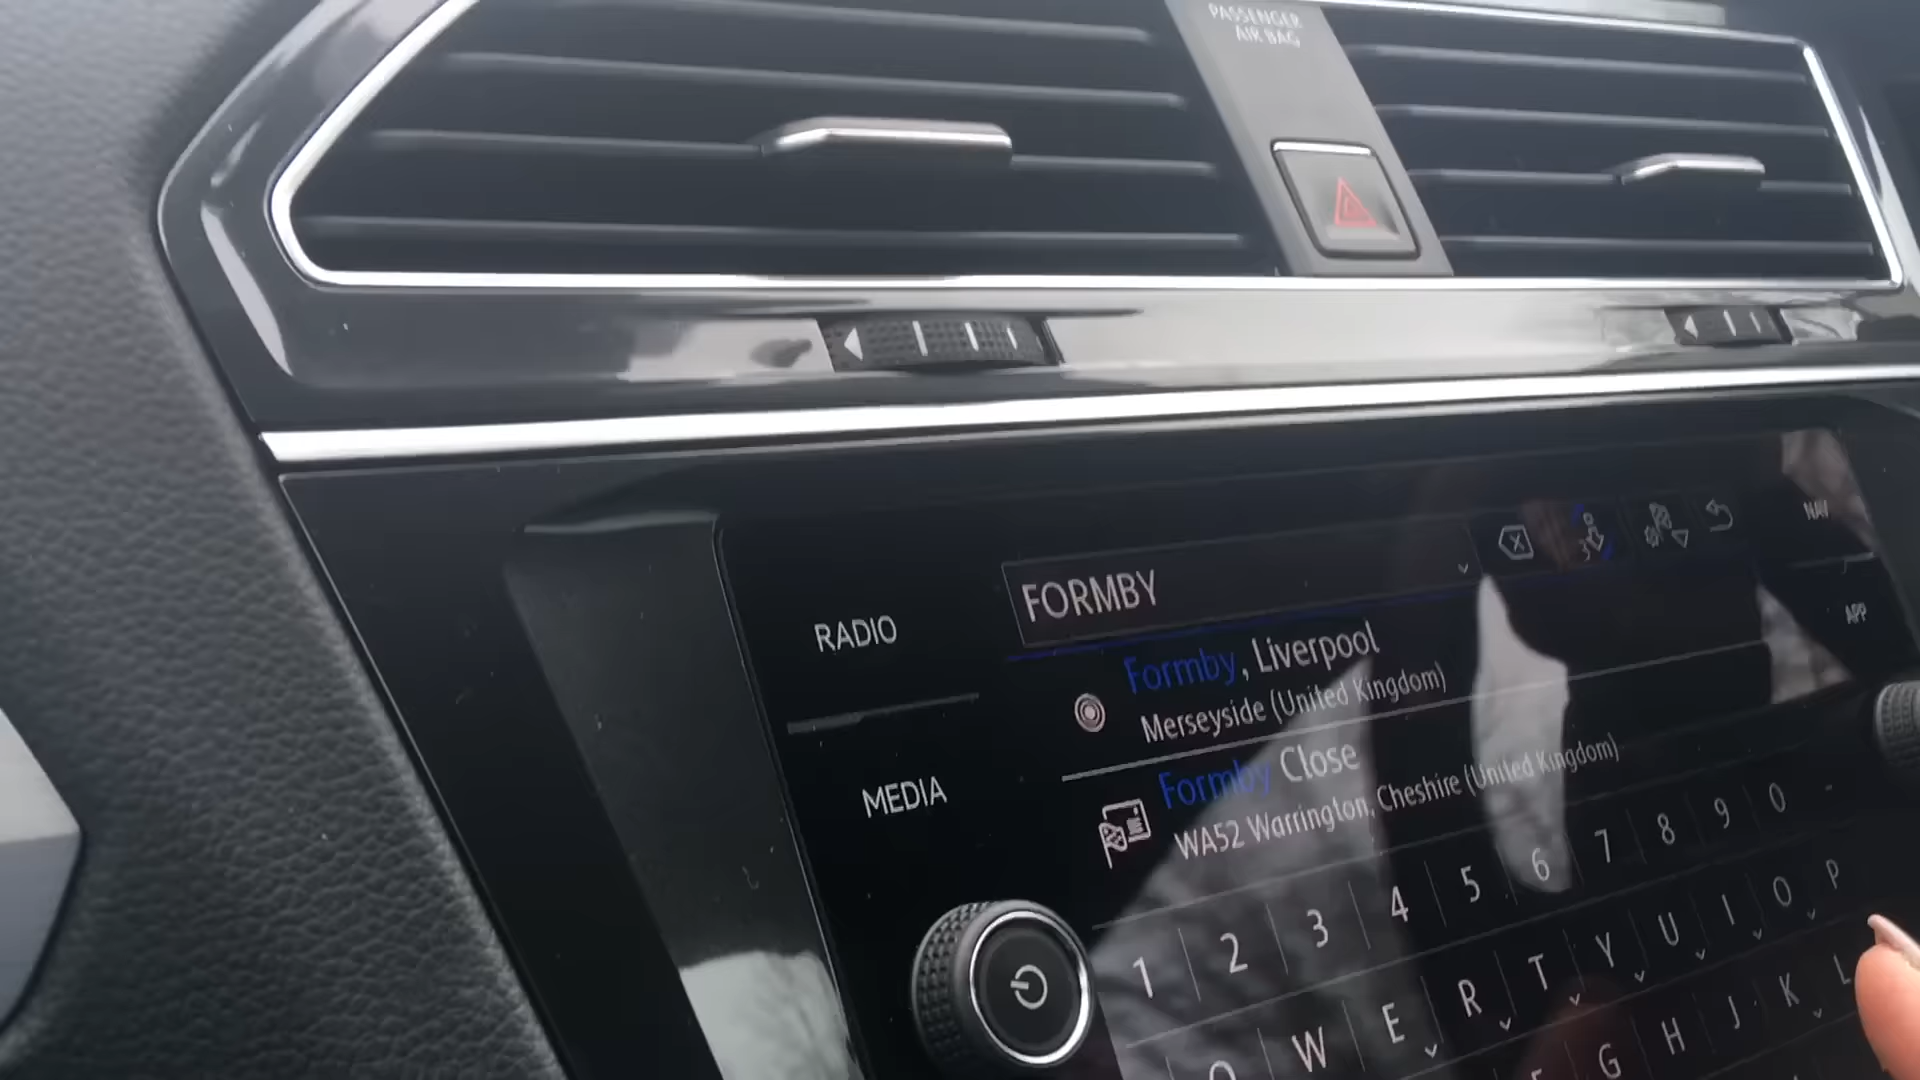 PASSENGER
AIR BAG
NAV
FORMBY
APP
RADIO
Formby, Liverpool
Merseyside (United Kingdom)
MEDIA
Formby Close
WA52 Warrington, Cheshire (United Kingdom)
1 2 3 4 5 6 7 8 9 0 -
Q W E R T Y U I O P
G H J K L